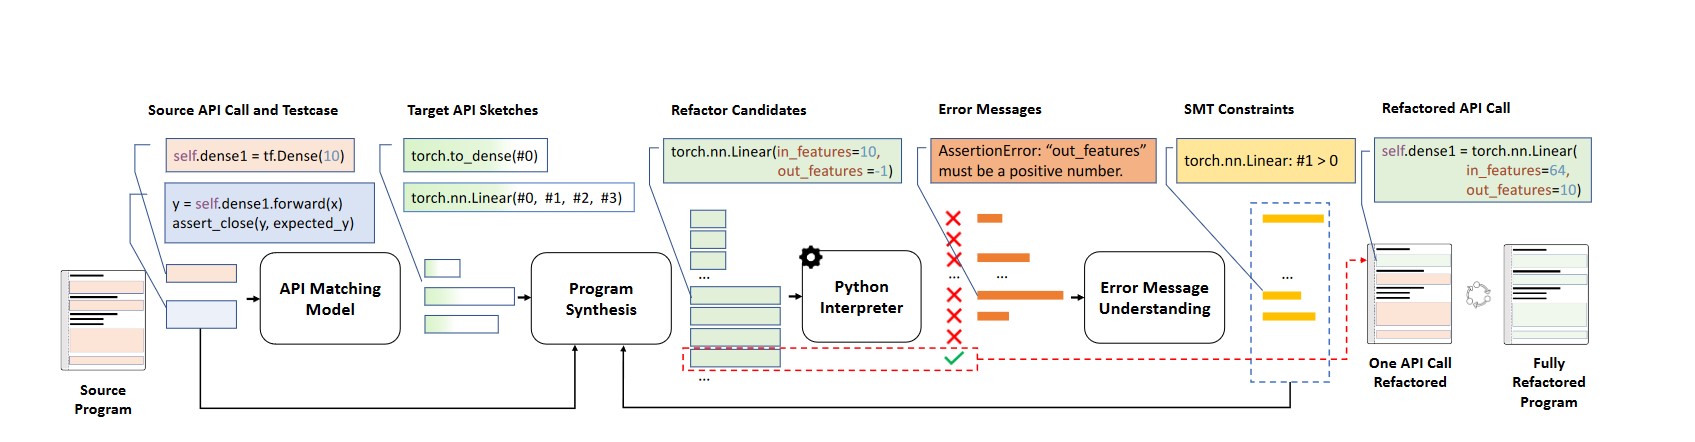 Source API Call and Testcase
Target API Sketches
Refactor Candidates
Error Messages
SMT Constraints
Refactored API Call
self.dense1 = tf.Dense(10)
y = self.dense1.forward(x)
assert_close(y, expected_y)
torch.to_dense(#0)
torch.nn.Linear(#0, #1, #2, #3)
torch.nn.Linear(in_features=10,
out_features =-1)
AssertionError: “out_features”
must be a positive number.
torch.nn.Linear: #1 > 0
self.dense1 = torch.nn.Linear(
in_features=64,
out_features=10)
...
...
...
...
...
Source
Program
API Matching
Model
Program
Synthesis
Python
Interpreter
Error Message
Understanding
One API Call
Refactored
Fully
Refactored
Program